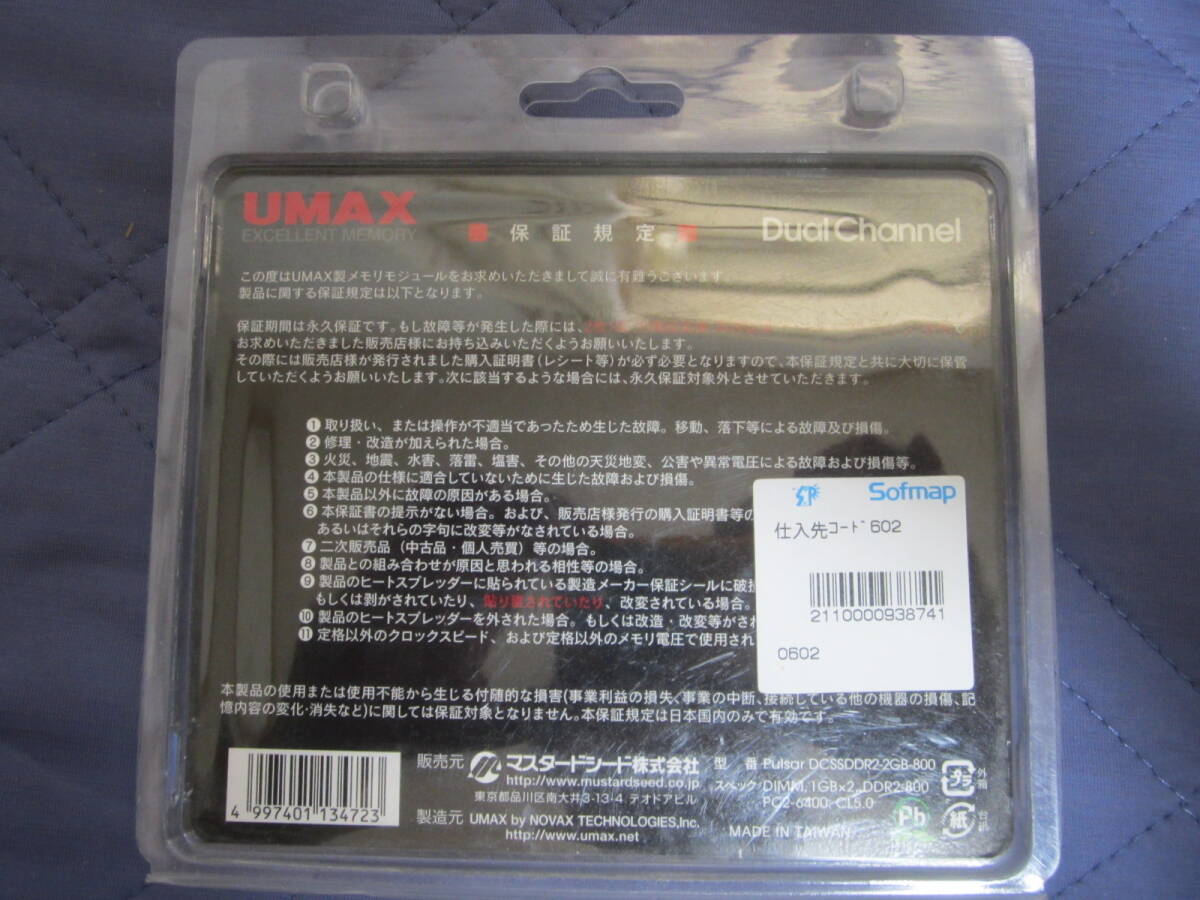 UMAX
EXCELLENT MEMORY
■ 保証規定 ■
Dual Channel
この度はUMAX製メモリモジュールをお求めいただきまして誠に有難うございます。
製品に関する保証規定は以下となります。
保証期間は永久保証です。もし故障等が発生した際には、
お求めいただきました販売店様にお持ち込みいただくようお願いいたします。
その際には販売店様が発行されました購入証明書(レシート等)が必ず必要となりますので、本保証規定と共に大切に保管
していただくようお願いいたします。次に該当するような場合には、永久保証対象外とさせていただきます。
❶ 取り扱い、または操作が不適当であったため生じた故障。移動、落下等による故障及び損傷。
❷ 修理・改造が加えられた場合。
❸ 火災、地震、水害、落雷、塩害、その他の天災地変、公害や異常電圧による故障および損傷等。
❹ 本製品の仕様に適合していないために生じた故障および損傷。
❺ 本製品以外に故障の原因がある場合。
❻ 本保証書の提示がない場合。および、販売店様発行の購入証明書等の
あるいはそれらの字句に改変等がなされている場合。
❼ 二次販売品(中古品・個人売買)等の場合。
❽ 製品との組み合わせが原因と思われる相性等の場合。
❾ 製品のヒートスプレッダーに貼られている製造メーカー保証シールに破損
もしくは剥がされていたり、貼り直されていたり、改変されている場合。
❿ 製品のヒートスプレッダーを外された場合。もしくは改造・改変等がされ
⓫ 定格以外のクロックスピード、および定格以外のメモリ電圧で使用され
Sofmap
仕入先コード602
2110000938741
0602
本製品の使用または使用不能から生じる付随的な損害(事業利益の損失、事業の中断、接続している他の機器の損傷、記
憶内容の変化・消失など)に関しては保証対象となりません。本保証規定は日本国内のみで有効です。
4 997401 134723
販売元 マスタードシード株式会社
http://www.mustardseed.co.jp
東京都品川区南大井3-13-4 テオドアビル
製造元 UMAX by NOVAX TECHNOLOGIES,Inc.
http://www.umax.net
型番 Pulsar DCSSDDR2-2GB-800
スペック DIMM, 1GB×2, DDR2-800
PC2-6400, CL5.0
MADE IN TAIWAN
Pb
プラ
外箱
紙
台紙